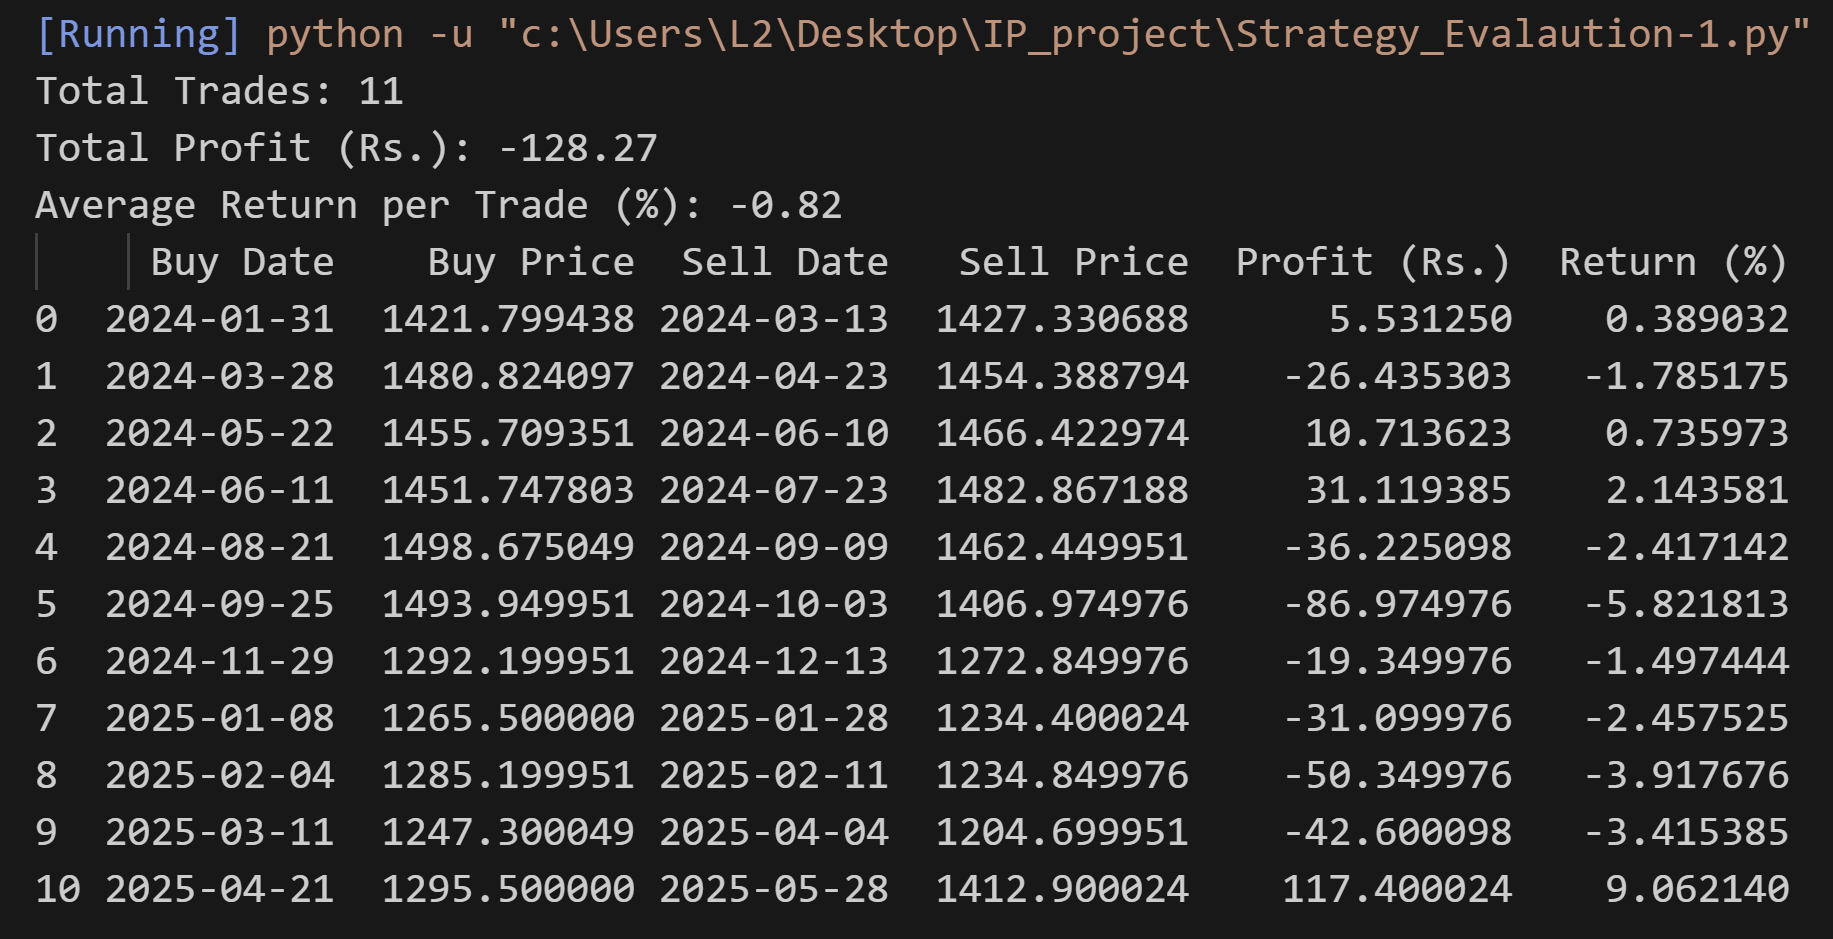 [Running] python -u "c:\Users\L2\Desktop\IP_project\Strategy_Evalaution-1.py"
Total Trades: 11
Total Profit (Rs.): -128.27
Average Return per Trade (%): -0.82
Buy Date Buy Price Sell Date Sell Price Profit (Rs.) Return (%)
0 2024-01-31 1421.799438 2024-03-13 1427.330688 5.531250 0.389032
1 2024-03-28 1480.824097 2024-04-23 1454.388794 -26.435303 -1.785175
2 2024-05-22 1455.709351 2024-06-10 1466.422974 10.713623 0.735973
3 2024-06-11 1451.747803 2024-07-23 1482.867188 31.119385 2.143581
4 2024-08-21 1498.675049 2024-09-09 1462.449951 -36.225098 -2.417142
5 2024-09-25 1493.949951 2024-10-03 1406.974976 -86.974976 -5.821813
6 2024-11-29 1292.199951 2024-12-13 1272.849976 -19.349976 -1.497444
7 2025-01-08 1265.500000 2025-01-28 1234.400024 -31.099976 -2.457525
8 2025-02-04 1285.199951 2025-02-11 1234.849976 -50.349976 -3.917676
9 2025-03-11 1247.300049 2025-04-04 1204.699951 -42.600098 -3.415385
10 2025-04-21 1295.500000 2025-05-28 1412.900024 117.400024 9.062140